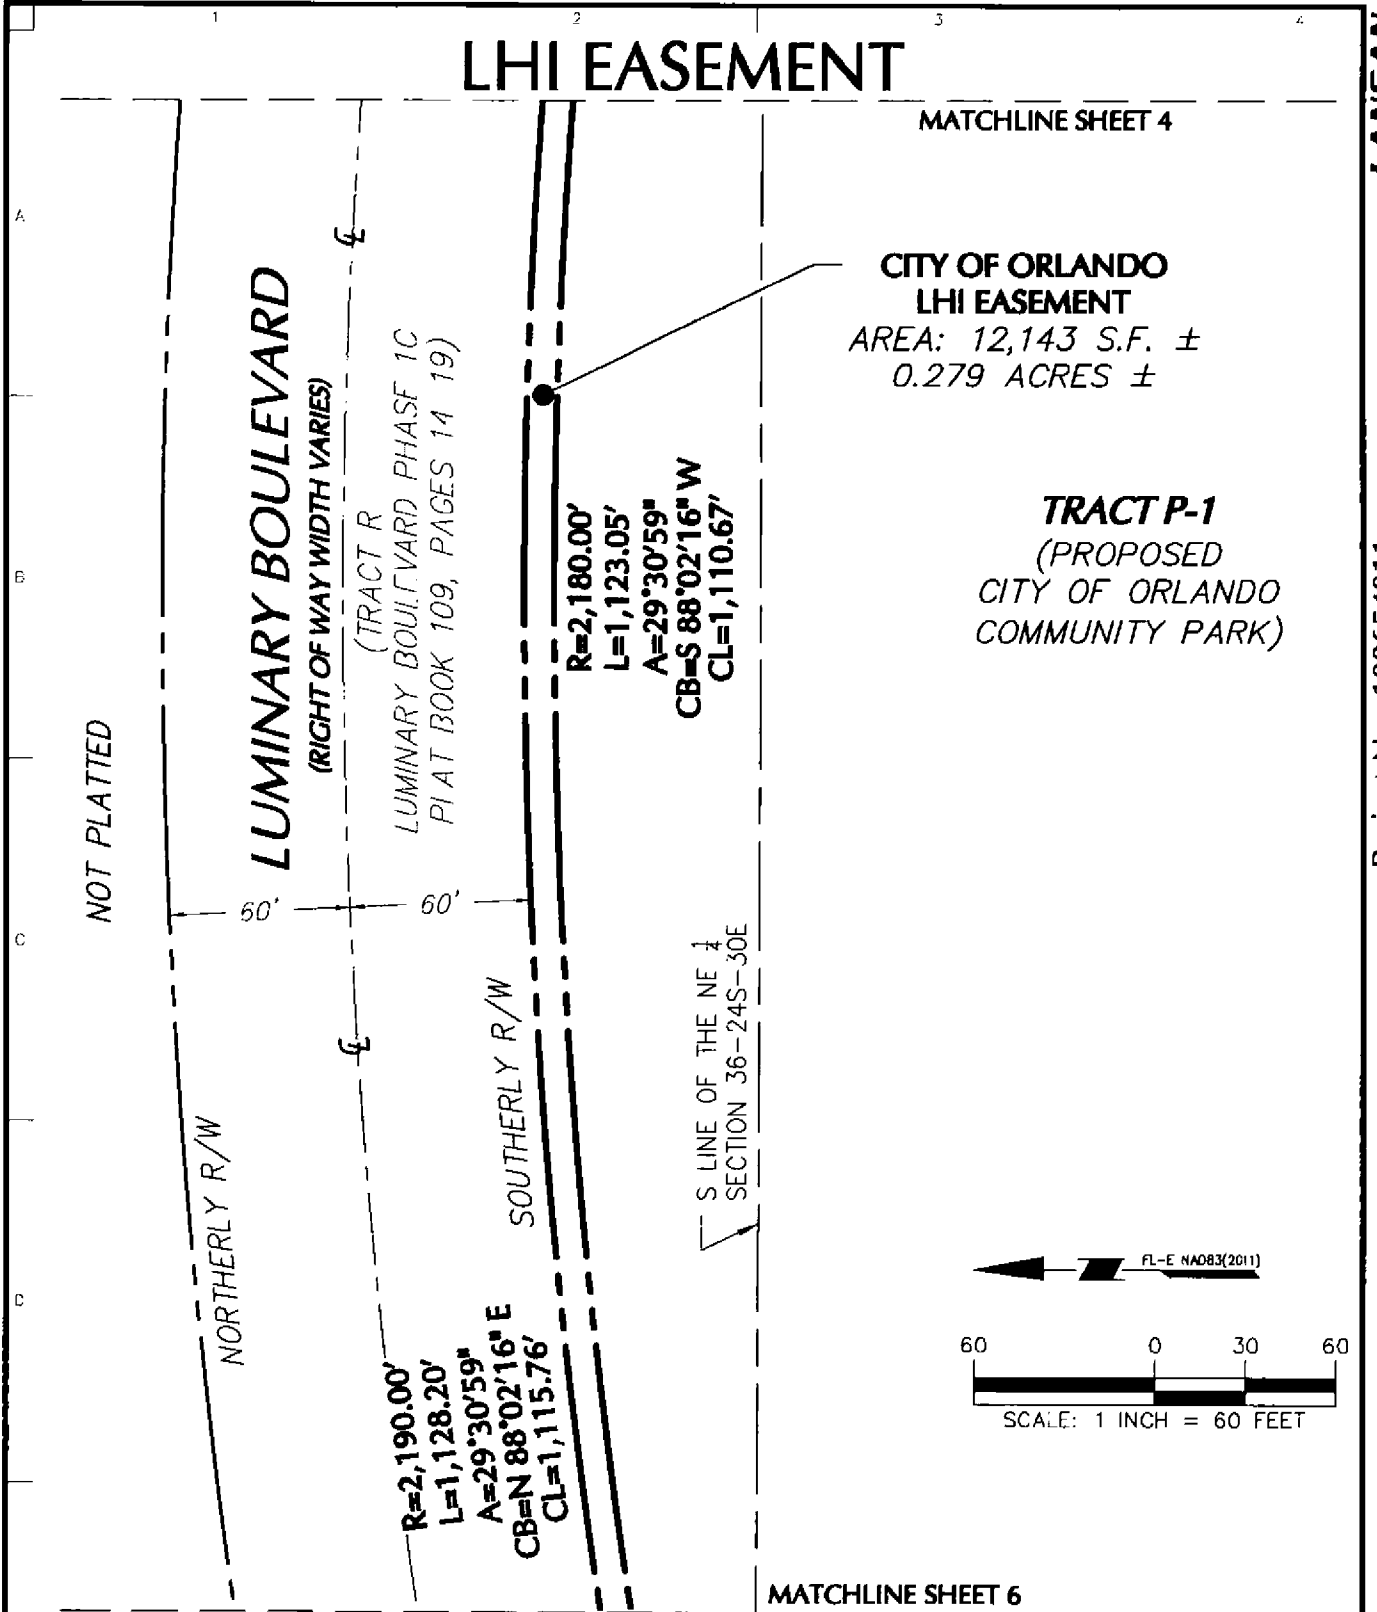 1 2 3 4
LHI EASEMENT
MATCHLINE SHEET 4
A
CITY OF ORLANDO
LHI EASEMENT
AREA: 12,143 S.F. ±
0.279 ACRES ±
LUMINARY BOULEVARD
(RIGHT OF WAY WIDTH VARIES)
(TRACT R
LUMINARY BOULEVARD PHASE 1C
PLAT BOOK 109, PAGES 14 19)
R=2,180.00'
L=1,123.05'
Δ=29°30'59"
CB=S 88°02'16" W
CL=1,110.67'
TRACT P-1
(PROPOSED
CITY OF ORLANDO
COMMUNITY PARK)
B
NOT PLATTED
60' 60'
C
S LINE OF THE NE 1/4
SECTION 36-24S-30E
SOUTHERLY R/W
NORTHERLY R/W
FL-E NAD83(2011)
D
R=2,190.00'
L=1,128.20'
Δ=29°30'59"
CB=N 88°02'16" E
CL=1,115.76'
60 0 30 60
SCALE: 1 INCH = 60 FEET
MATCHLINE SHEET 6